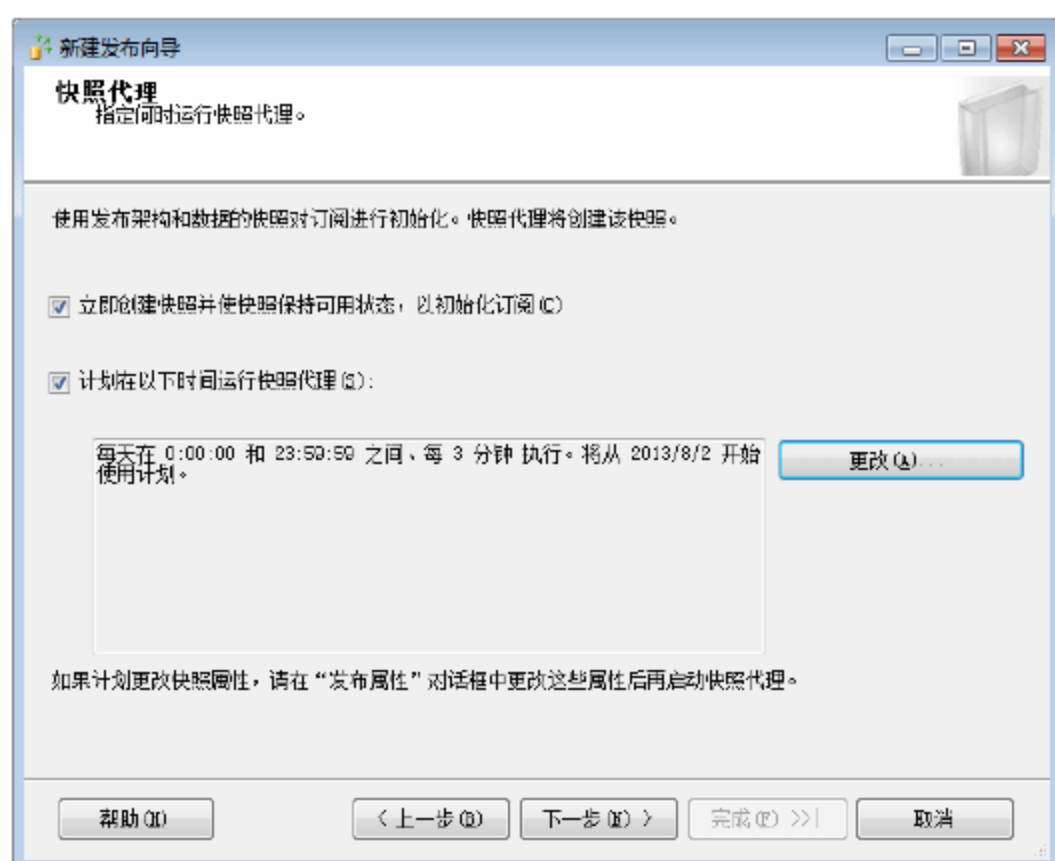 新建发布向导
快照代理
指定何时运行快照代理。
使用发布架构和数据的快照对订阅进行初始化。快照代理将创建该快照。
立即创建快照并使快照保持可用状态，以初始化订阅(C)
计划在以下时间运行快照代理(S):
每天在 0:00:00 和 23:59:59 之间、每 3 分钟 执行。将从 2013/8/2 开始
使用计划。
更改(A)...
如果计划更改快照属性，请在“发布属性”对话框中更改这些属性后再启动快照代理。
帮助(H)
< 上一步(B)
下一步(N) >
完成(F) >>|
取消